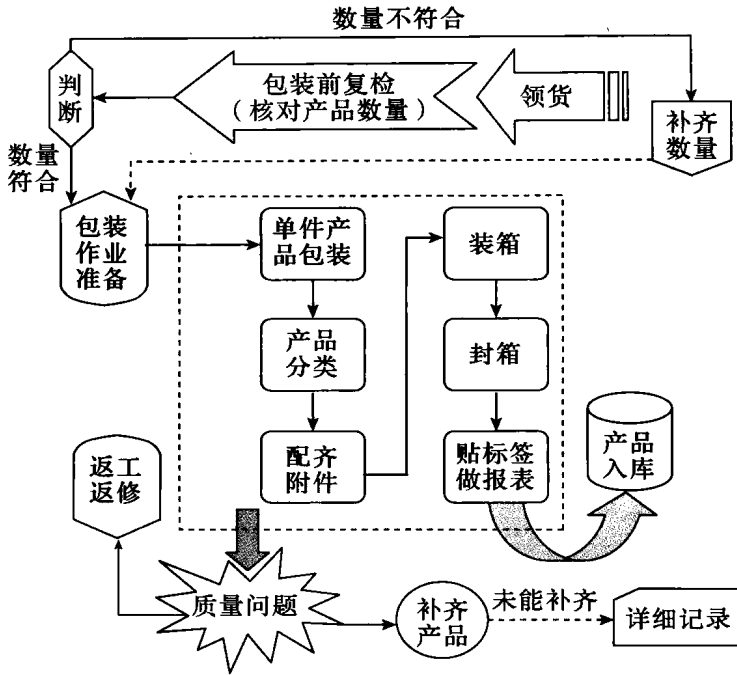 数量不符合
判断
包装前复检
（核对产品数量）
领货
补齐
数量
数量
符合
包装
作业
准备
单件产
品包装
装箱
产品
分类
封箱
配齐
附件
贴标签
做报表
产品
入库
返工
返修
质量问题
补齐
产品
未能补齐
详细记录